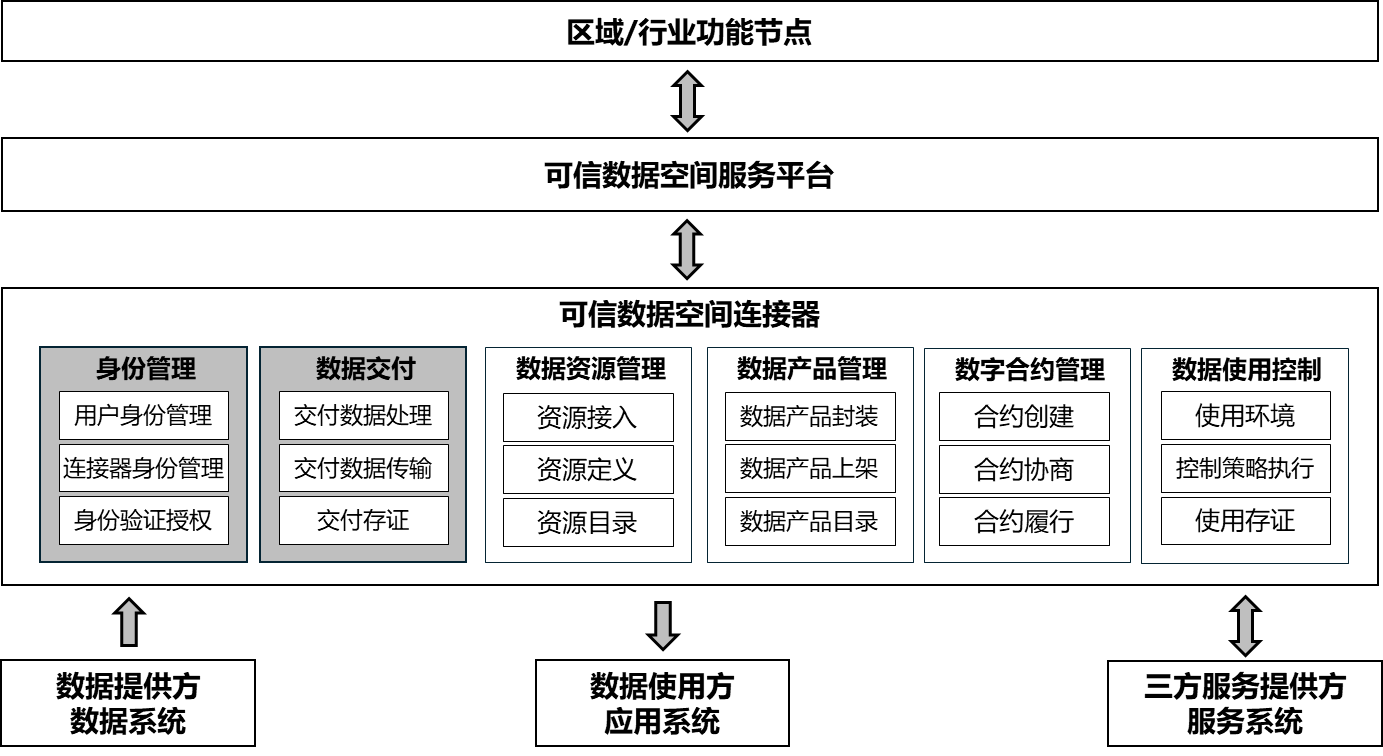 区域/行业功能节点
可信数据空间服务平台
可信数据空间连接器
身份管理
用户身份管理
连接器身份管理
身份验证授权
数据交付
交付数据处理
交付数据传输
交付存证
数据资源管理
资源接入
资源定义
资源目录
数据产品管理
数据产品封装
数据产品上架
数据产品目录
数字合约管理
合约创建
合约协商
合约履行
数据使用控制
使用环境
控制策略执行
使用存证
数据提供方
数据系统
数据使用方
应用系统
三方服务提供方
服务系统